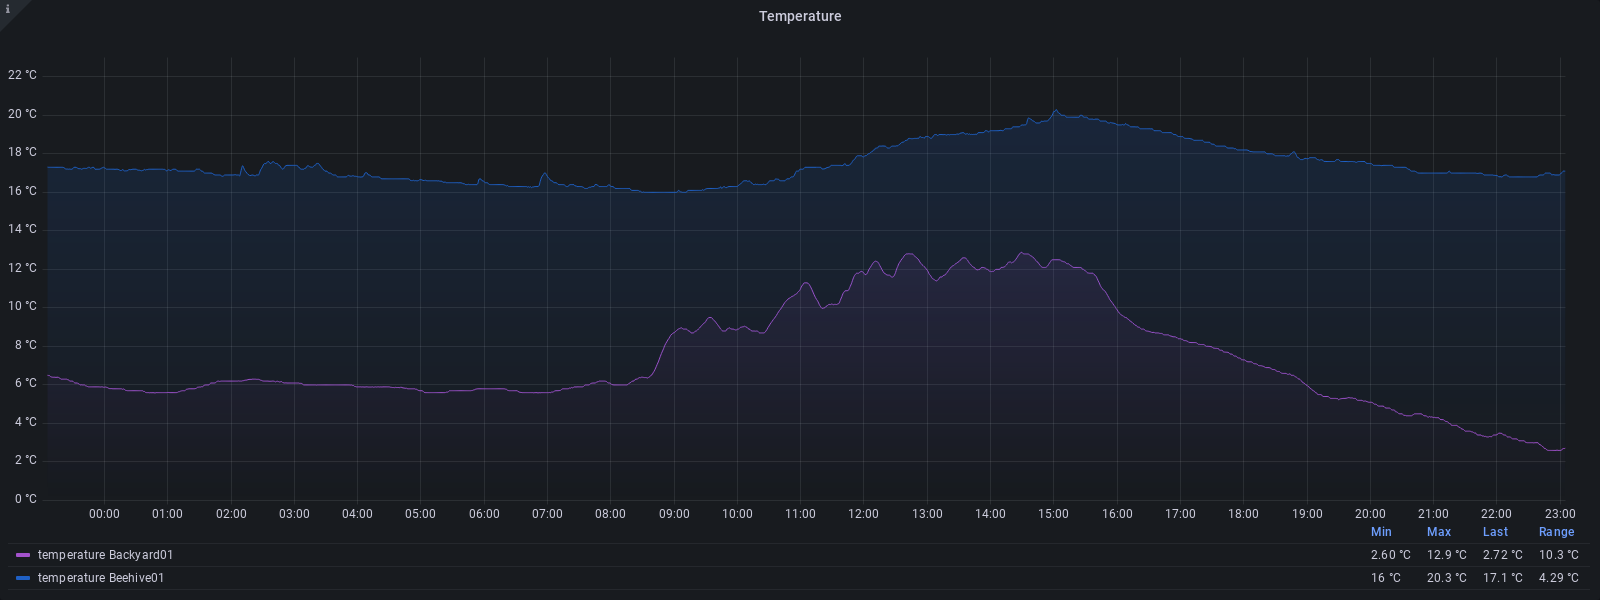 i
Temperature
22 °C
20 °C
18 °C
16 °C
14 °C
12 °C
10 °C
8 °C
6 °C
4 °C
2 °C
0 °C
00:00 01:00 02:00 03:00 04:00 05:00 06:00 07:00 08:00 09:00 10:00 11:00 12:00 13:00 14:00 15:00 16:00 17:00 18:00 19:00 20:00 21:00 22:00 23:00
Min Max Last Range
temperature Backyard01 2.60 °C 12.9 °C 2.72 °C 10.3 °C
temperature Beehive01 16 °C 20.3 °C 17.1 °C 4.29 °C